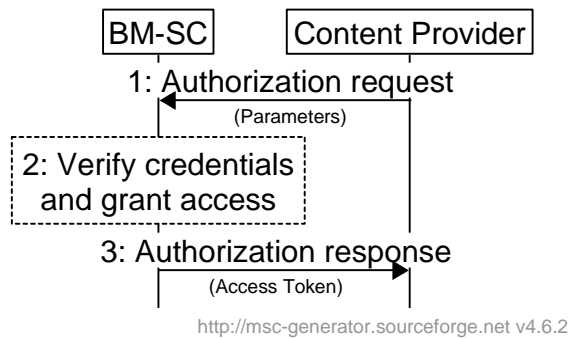 BM-SC
Content Provider
1: Authorization request
(Parameters)
2: Verify credentials
and grant access
3: Authorization response
(Access Token)
http://msc-generator.sourceforge.net v4.6.2